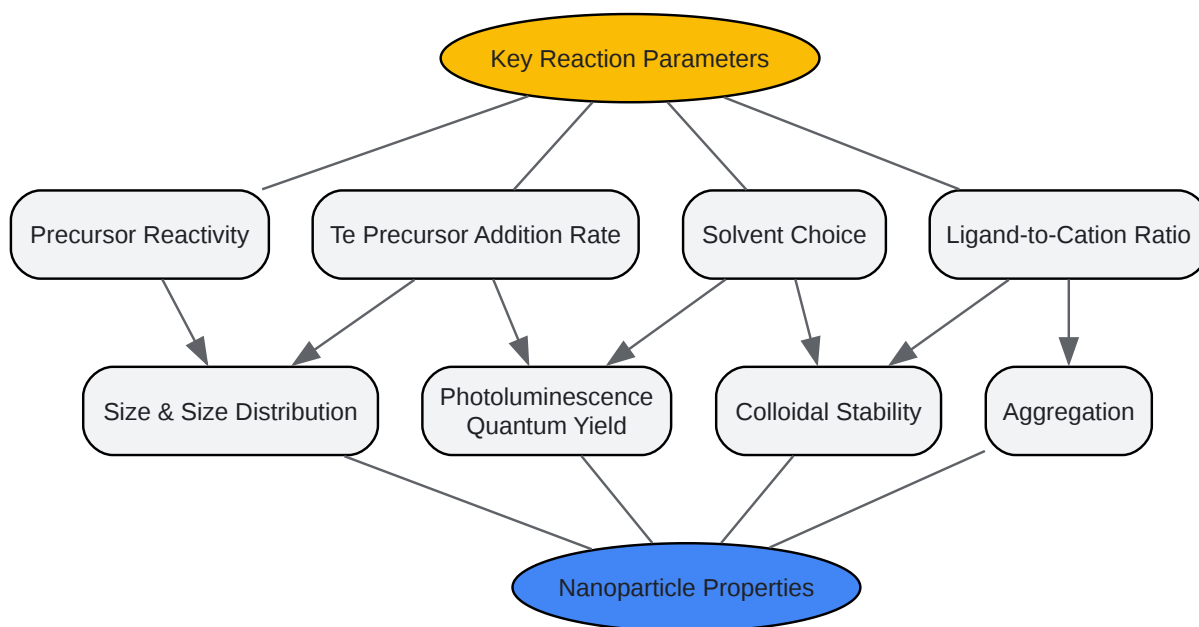 Key Reaction Parameters
Precursor Reactivity
Te Precursor Addition Rate
Solvent Choice
Ligand-to-Cation Ratio
Size & Size Distribution
Photoluminescence
Quantum Yield
Colloidal Stability
Aggregation
Nanoparticle Properties